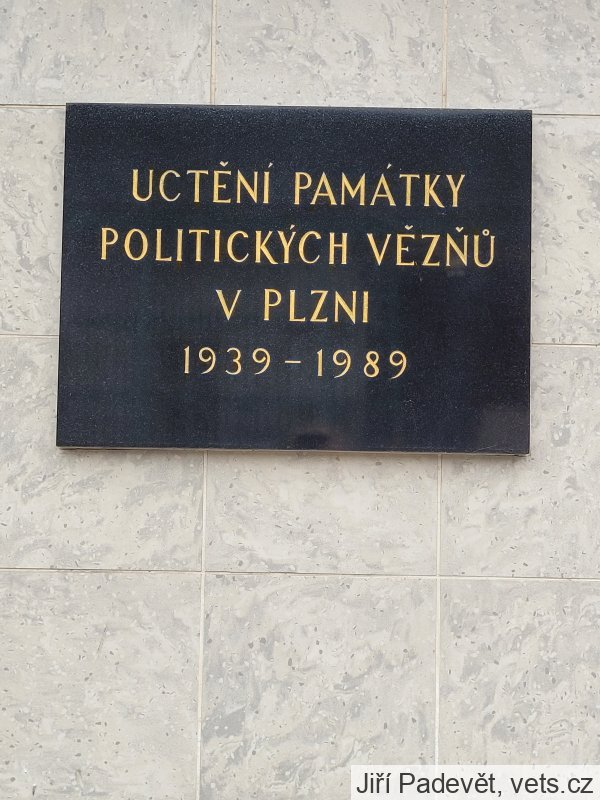 UCTĚNÍ PAMÁTKY
POLITICKÝCH VĚZŇŮ
V PLZNI
1939 – 1989
Jiří Padevět, vets.cz